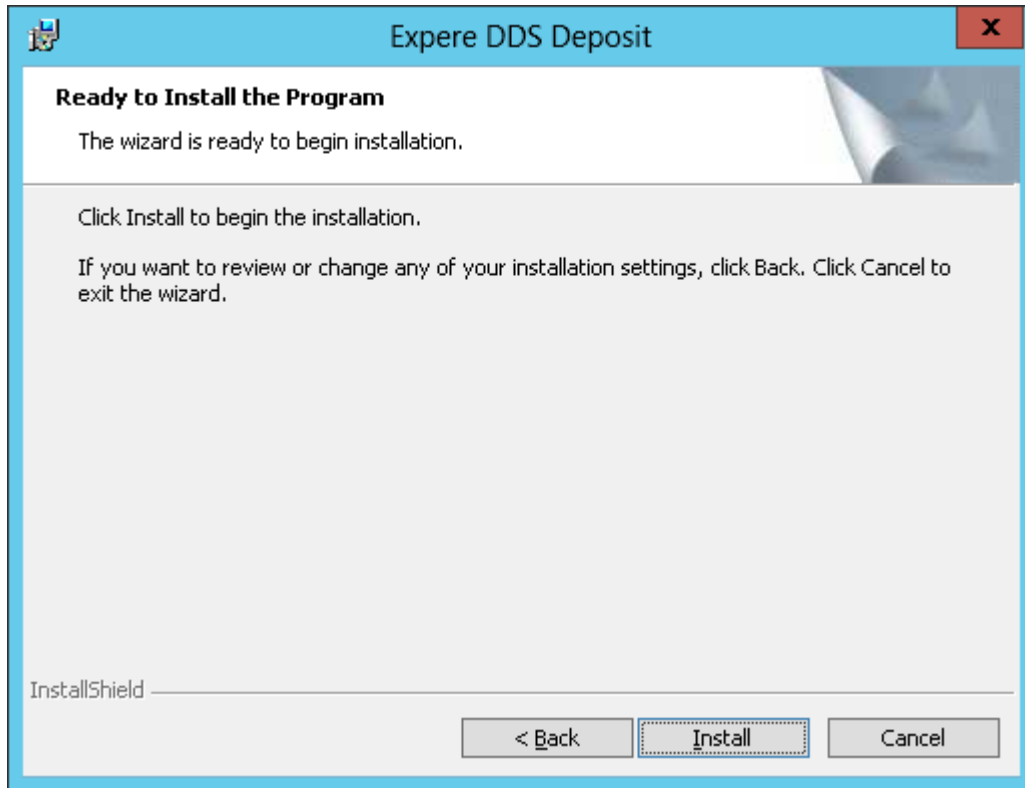 Expere DDS Deposit
x
Ready to Install the Program
The wizard is ready to begin installation.
Click Install to begin the installation.
If you want to review or change any of your installation settings, click Back. Click Cancel to
exit the wizard.
InstallShield
< Back
Install
Cancel